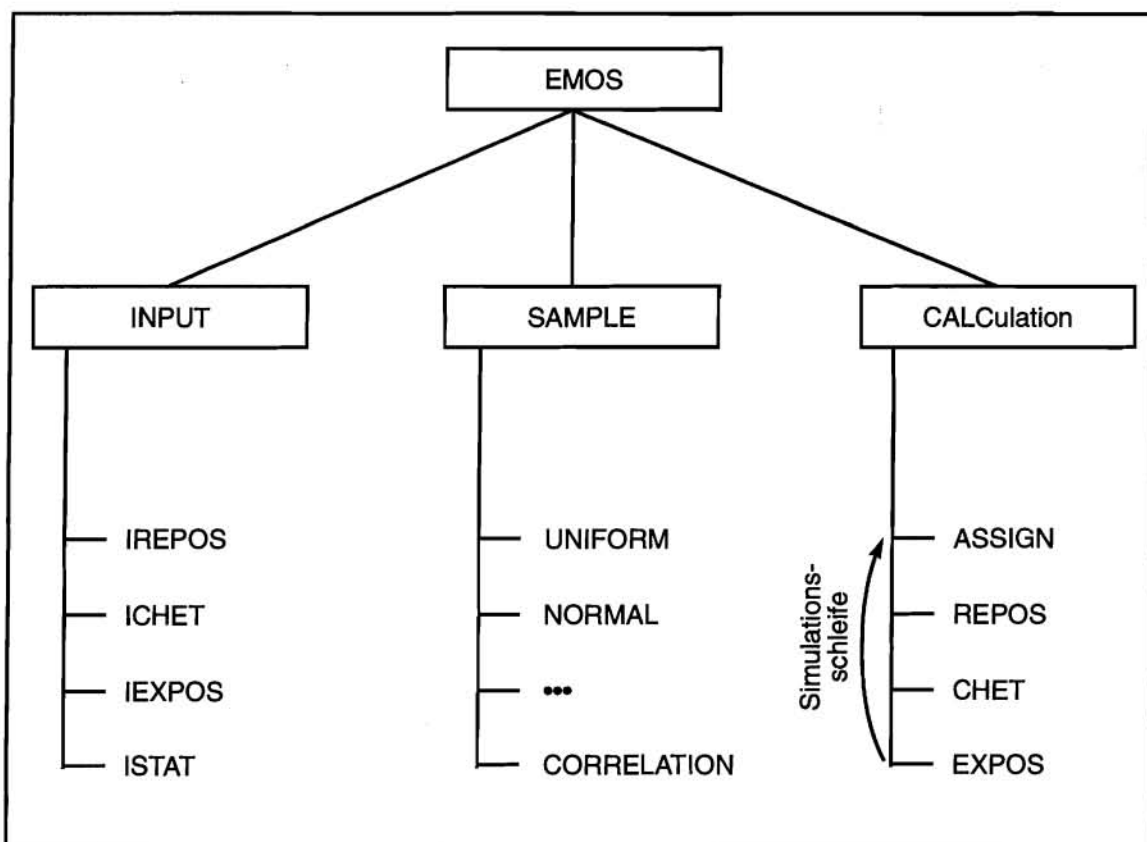 EMOS
INPUT
SAMPLE
CALCulation
IREPOS
ICHET
IEXPOS
ISTAT
UNIFORM
NORMAL
•••
CORRELATION
Simulations-
schleife
ASSIGN
REPOS
CHET
EXPOS